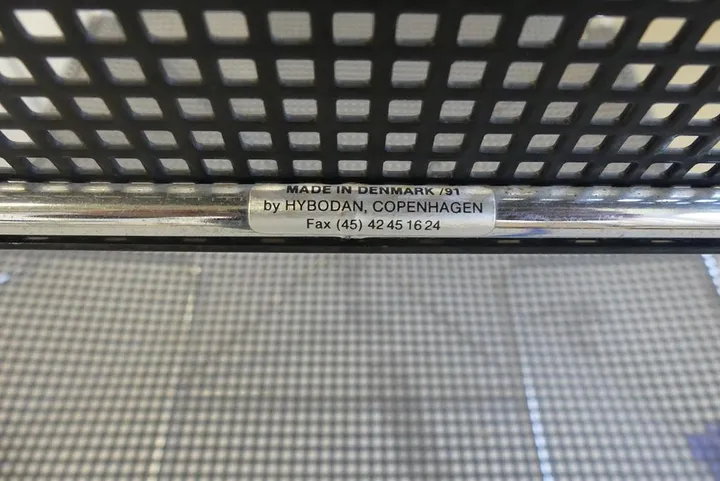 MADE IN DENMARK /91
by HYBODAN, COPENHAGEN
Fax (45) 42 45 16 24